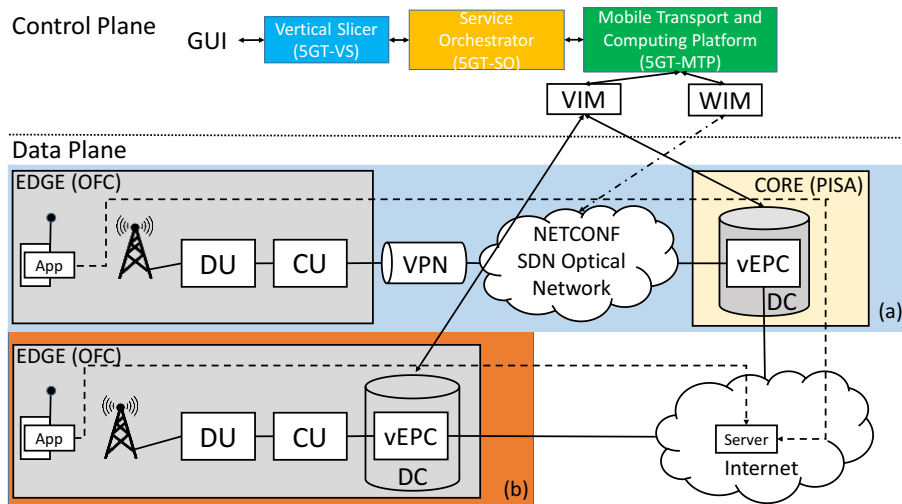 Control Plane
GUI
Vertical Slicer
(5GT-VS)
Service
Orchestrator
(5GT-SO)
Mobile Transport and
Computing Platform
(5GT-MTP)
VIM
WIM
Data Plane
EDGE (OFC)
CORE (PISA)
App
DU
CU
VPN
NETCONF
SDN Optical
Network
vEPC
DC
(a)
EDGE (OFC)
App
DU
CU
vEPC
DC
(b)
Server
Internet